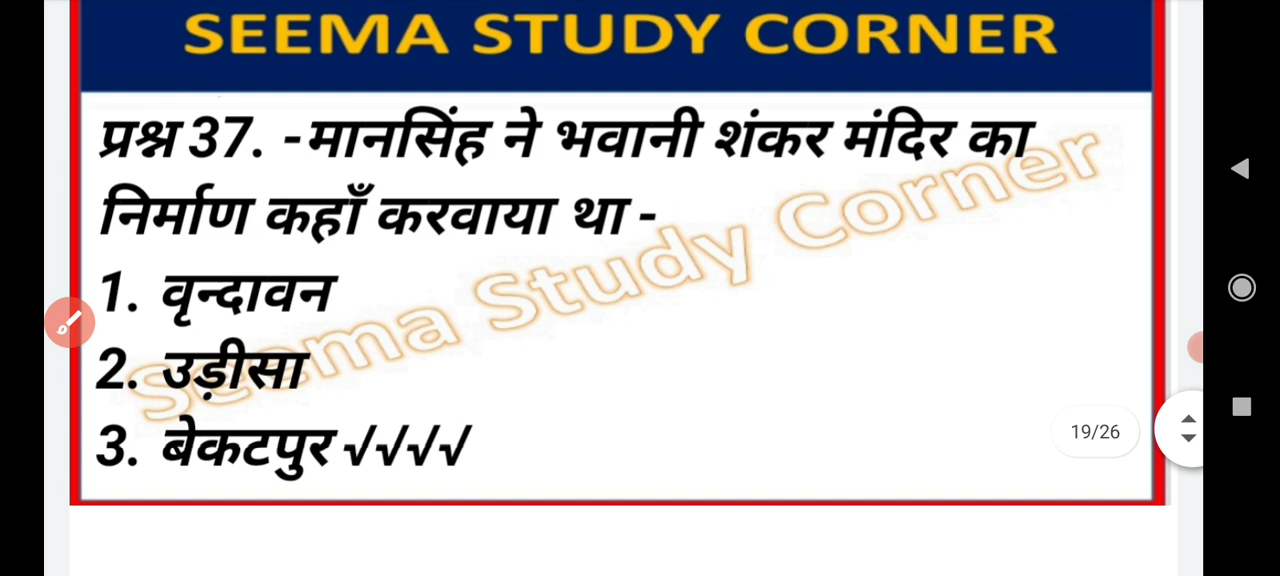 SEEMA STUDY CORNER
प्रश्न 37. -मानसिंह ने भवानी शंकर मंदिर का
निर्माण कहाँ करवाया था -
1. वृन्दावन
2. उड़ीसा
3. बेकटपुर √√√√
Seema Study Corner
19/26